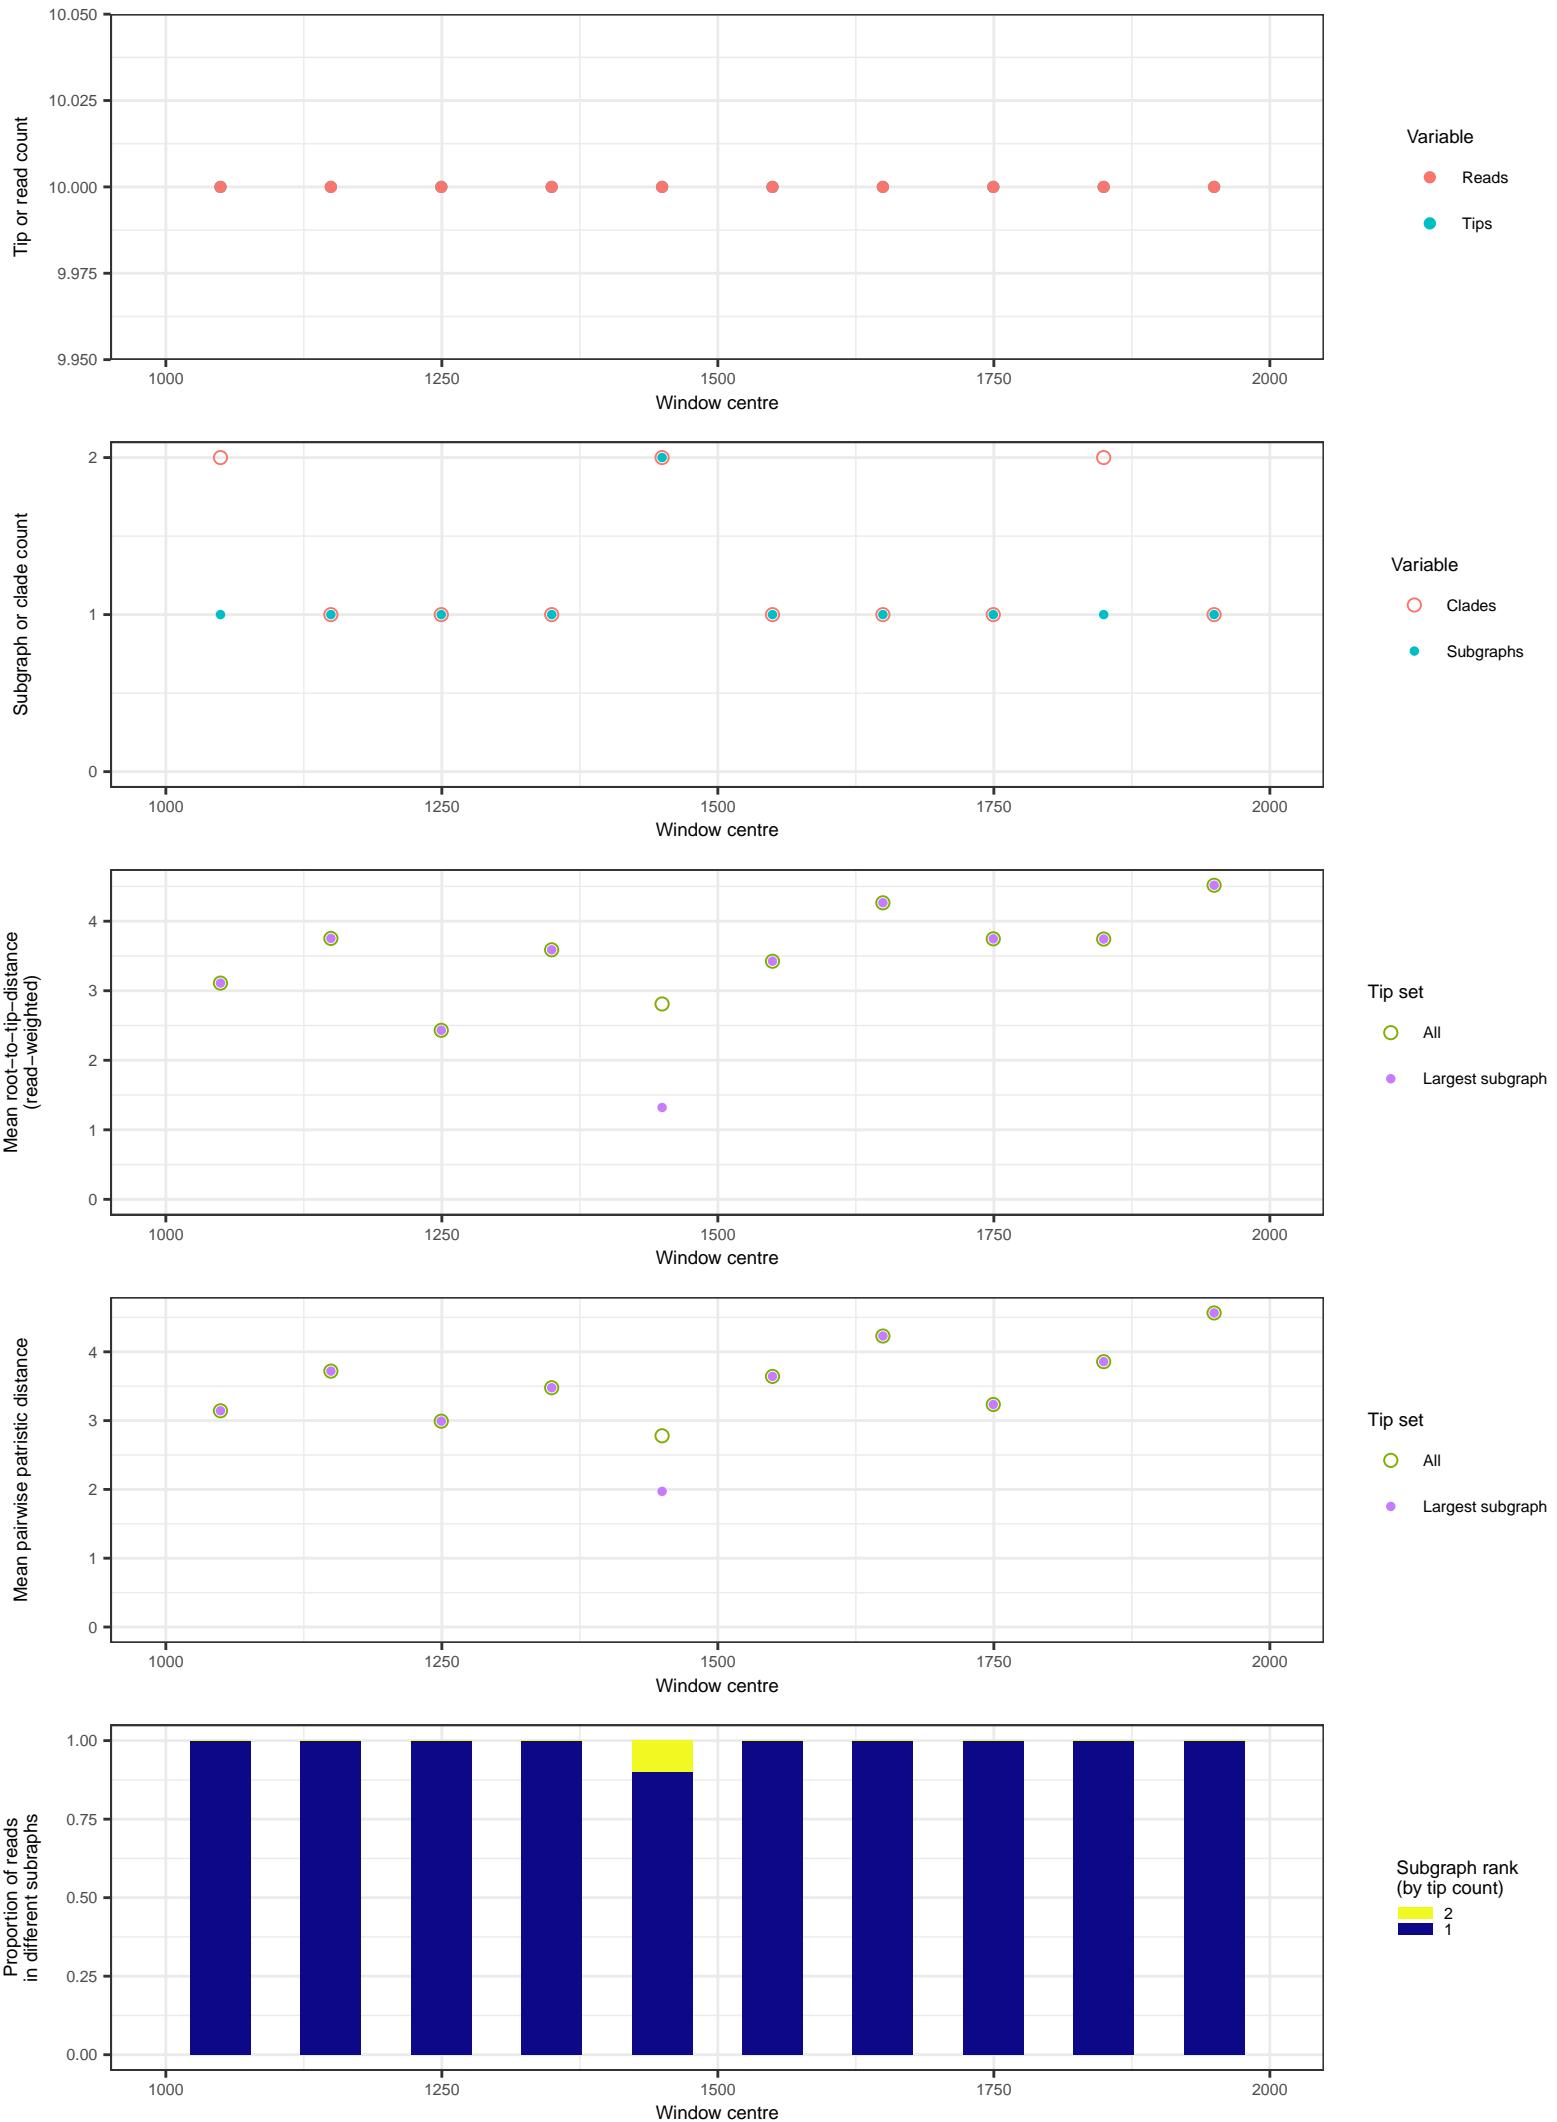 10.050
10.025
10.000
9.975
9.950
Tip or read count
1000 1250 1500 1750 2000
Window centre
Variable
Reads
Tips
2
1
0
Subgraph or clade count
1000 1250 1500 1750 2000
Window centre
Variable
Clades
Subgraphs
4
3
2
1
0
Mean root−to−tip−distance
(read−weighted)
1000 1250 1500 1750 2000
Window centre
Tip set
All
Largest subgraph
4
3
2
1
0
Mean pairwise patristic distance
1000 1250 1500 1750 2000
Window centre
Tip set
All
Largest subgraph
1.00
0.75
0.50
0.25
0.00
Proportion of reads
in different subraphs
1000 1250 1500 1750 2000
Window centre
Subgraph rank
(by tip count)
2
1